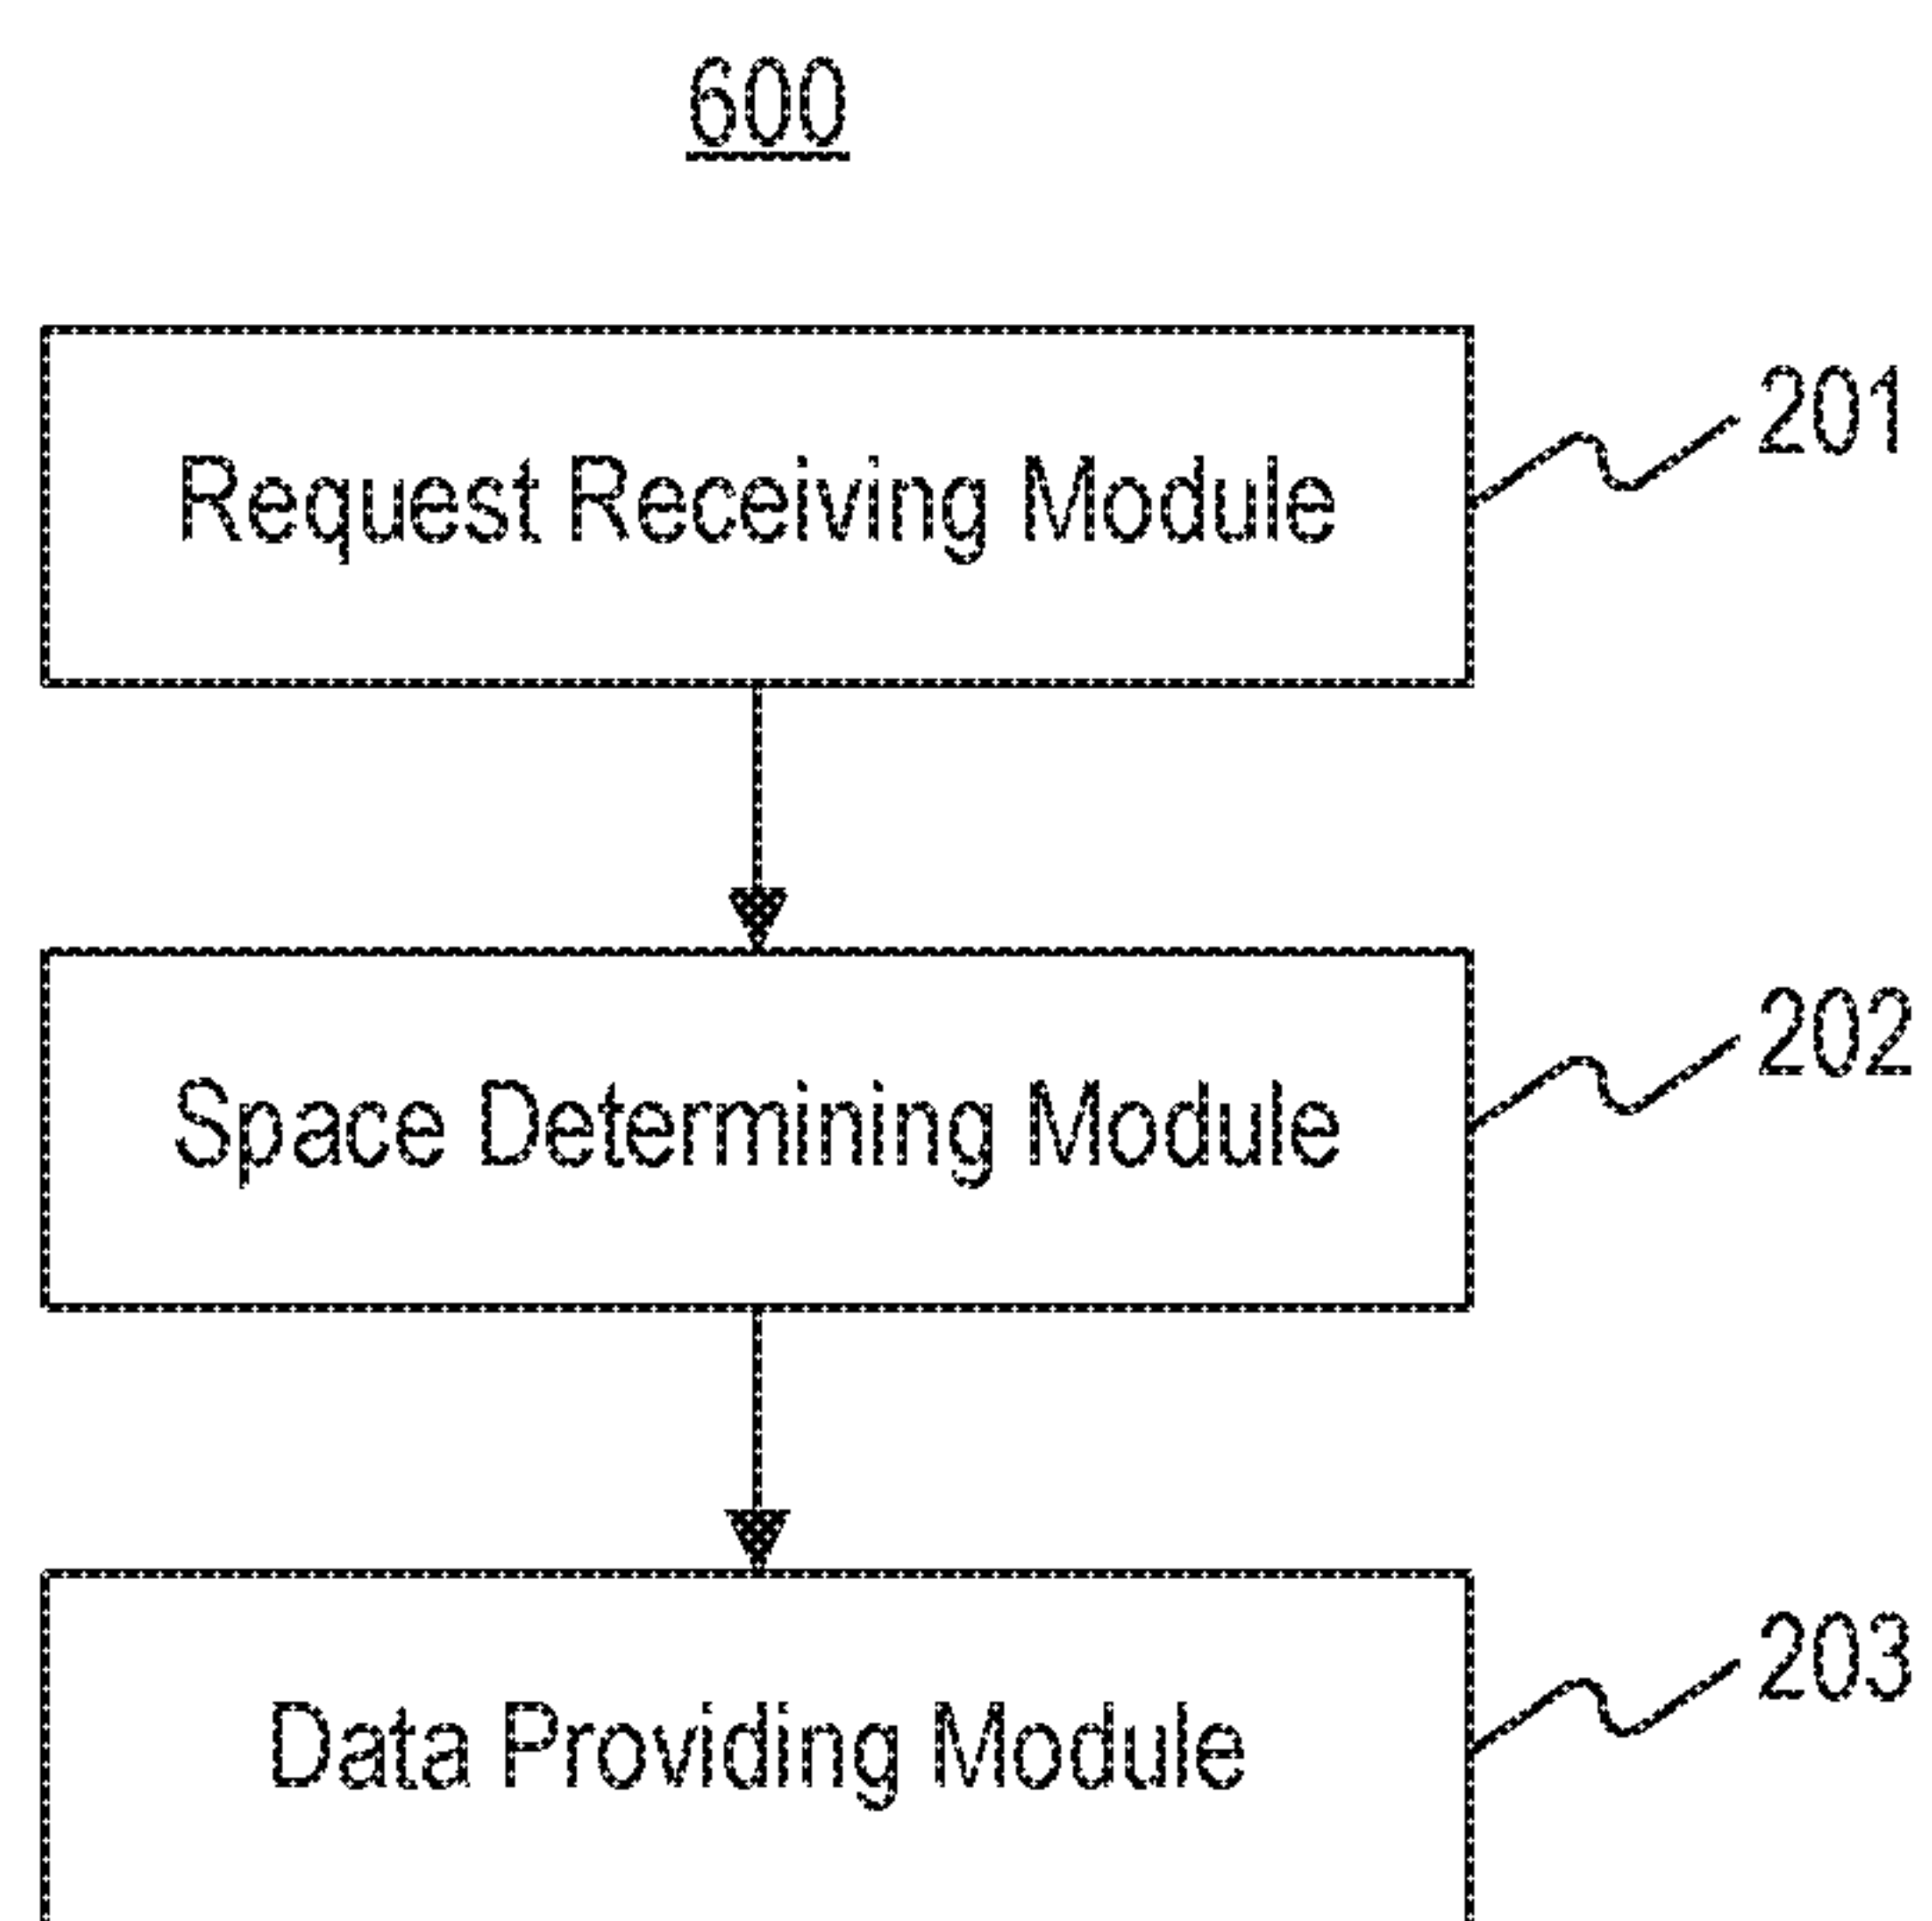 600
Request Receiving Module
201
Space Determining Module
202
Data Providing Module
203